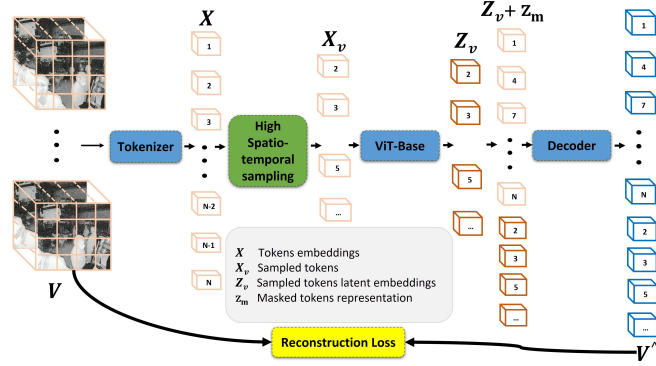 X
1
2
3
N-2
N-1
N
X_v
2
3
5
...
Z_v
2
3
5
...
Z_v + z_m
1
4
7
N
2
3
5
...
1
4
7
N
2
3
5
...
Tokenizer
High
Spatio-
temporal
sampling
ViT-Base
Decoder
V
X Tokens embeddings
X_v Sampled tokens
Z_v Sampled tokens latent embeddings
z_m Masked tokens representation
Reconstruction Loss
V^